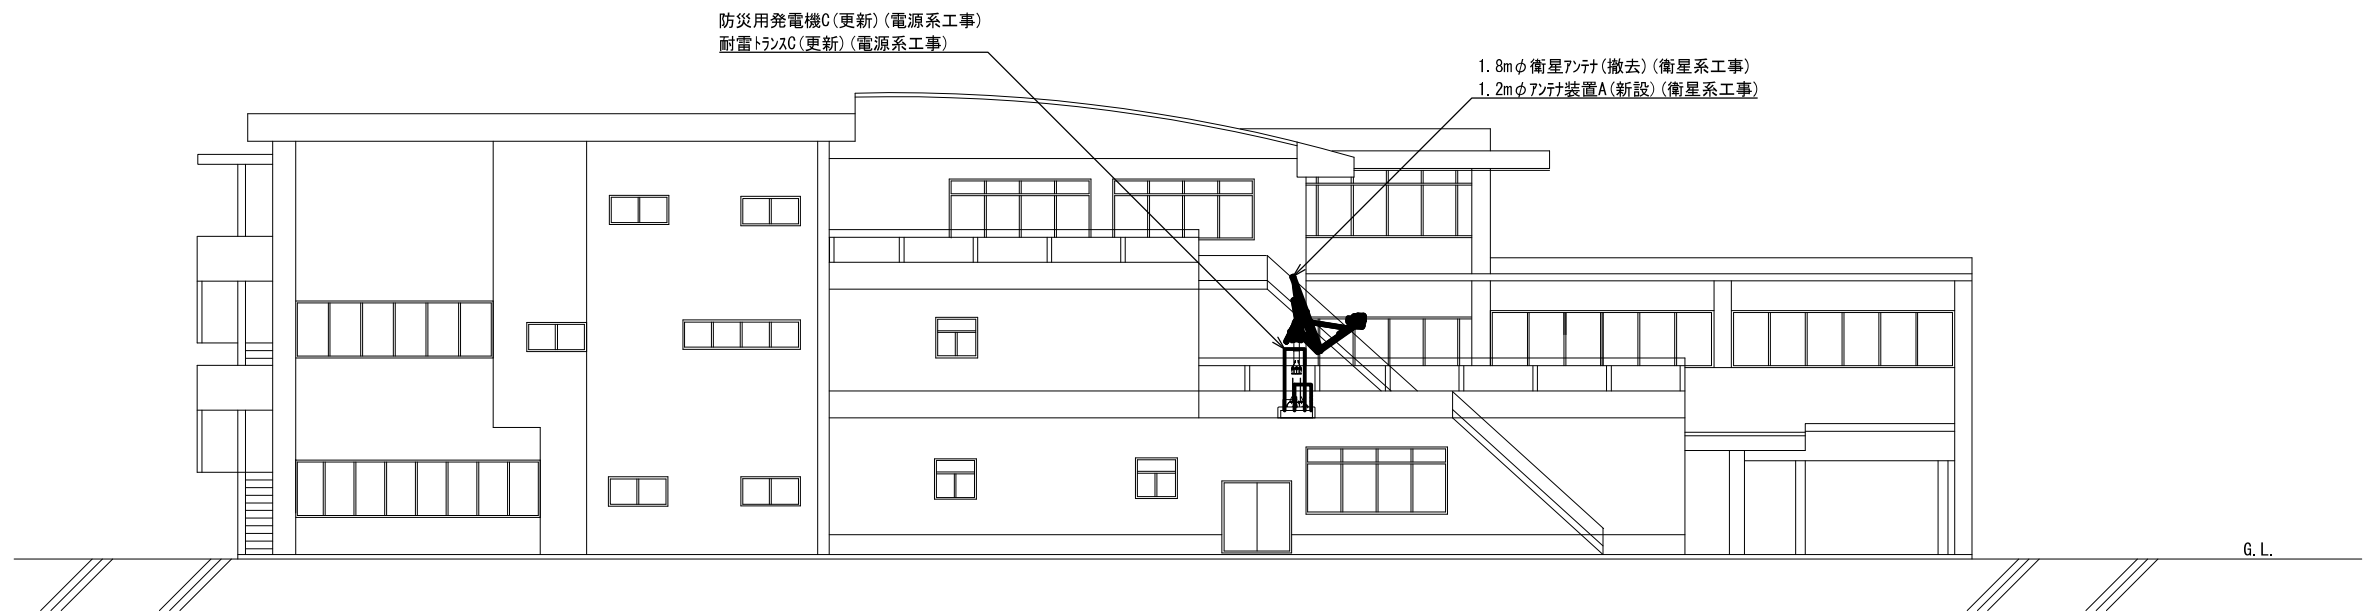 防災用発電機C(更新)(電源系工事)
耐雷ﾄﾗﾝｽC(更新)(電源系工事)
1.8mφ衛星ｱﾝﾃﾅ(撤去)(衛星系工事)
1.2mφｱﾝﾃﾅ装置A(新設)(衛星系工事)
G.L.